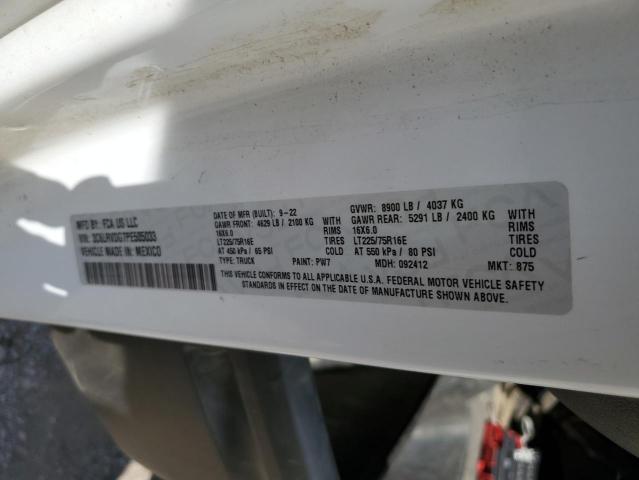 MFD. BY: FCA US LLC
VIN: 3C6LRVDG7PE505033
VEHICLE MADE IN: MEXICO
DATE OF MFR (BUILT): 9-22
GAWR FRONT: 4629 LB / 2100 KG WITH
16X6.0 RIMS
LT225/75R16E TIRES
AT 450 kPa / 65 PSI COLD
TYPE: TRUCK PAINT: PW7
GVWR: 8900 LB / 4037 KG
GAWR REAR: 5291 LB / 2400 KG WITH
16X6.0 RIMS
LT225/75R16E TIRES
AT 550 kPa / 80 PSI COLD
MDH: 092412 MKT: 875
THIS VEHICLE CONFORMS TO ALL APPLICABLE U.S.A. FEDERAL MOTOR VEHICLE SAFETY
STANDARDS IN EFFECT ON THE DATE OF MANUFACTURE SHOWN ABOVE.